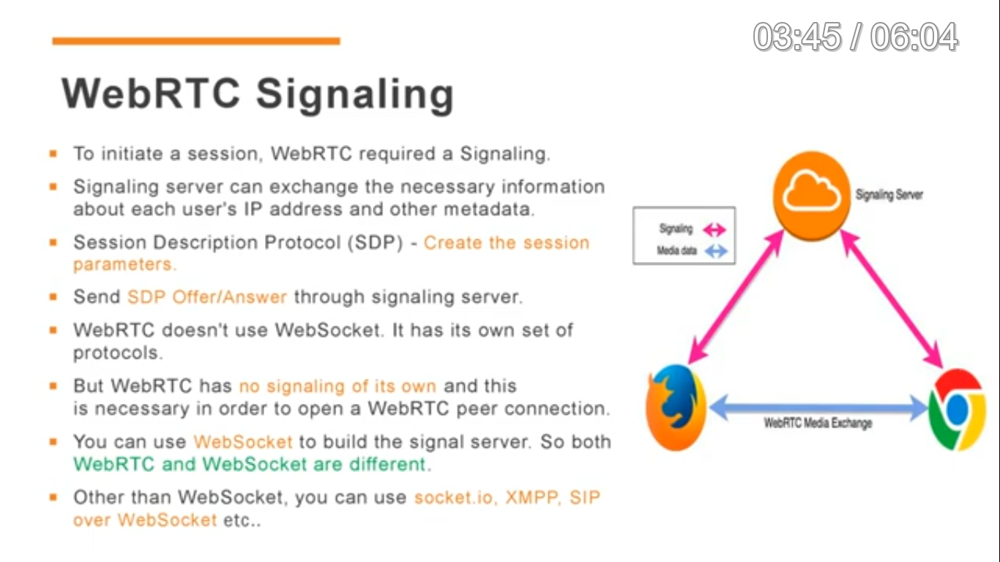 03:45 / 06:04
WebRTC Signaling
To initiate a session, WebRTC required a Signaling.
Signaling server can exchange the necessary information
about each user's IP address and other metadata.
Session Description Protocol (SDP) - Create the session
parameters.
Send SDP Offer/Answer through signaling server.
WebRTC doesn't use WebSocket. It has its own set of
protocols.
But WebRTC has no signaling of its own and this
is necessary in order to open a WebRTC peer connection.
You can use WebSocket to build the signal server. So both
WebRTC and WebSocket are different.
Other than WebSocket, you can use socket.io, XMPP, SIP
over WebSocket etc..
Signaling Server
Signaling
Media data
WebRTC Media Exchange